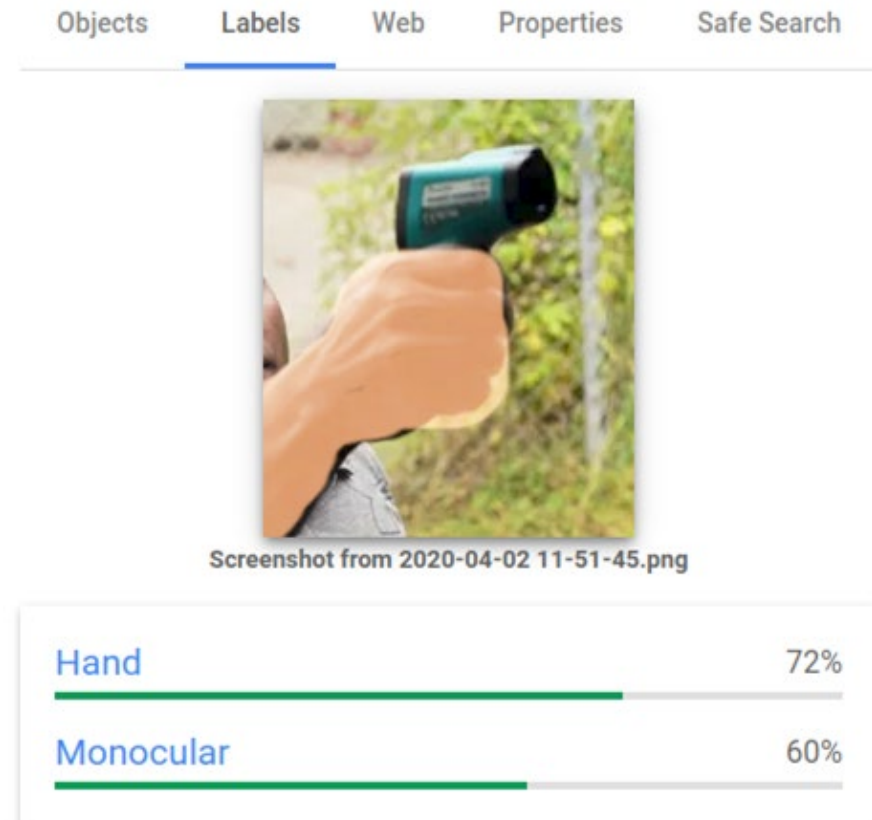 Objects Labels Web Properties Safe Search
Screenshot from 2020-04-02 11-51-45.png
Hand 72%
Monocular 60%